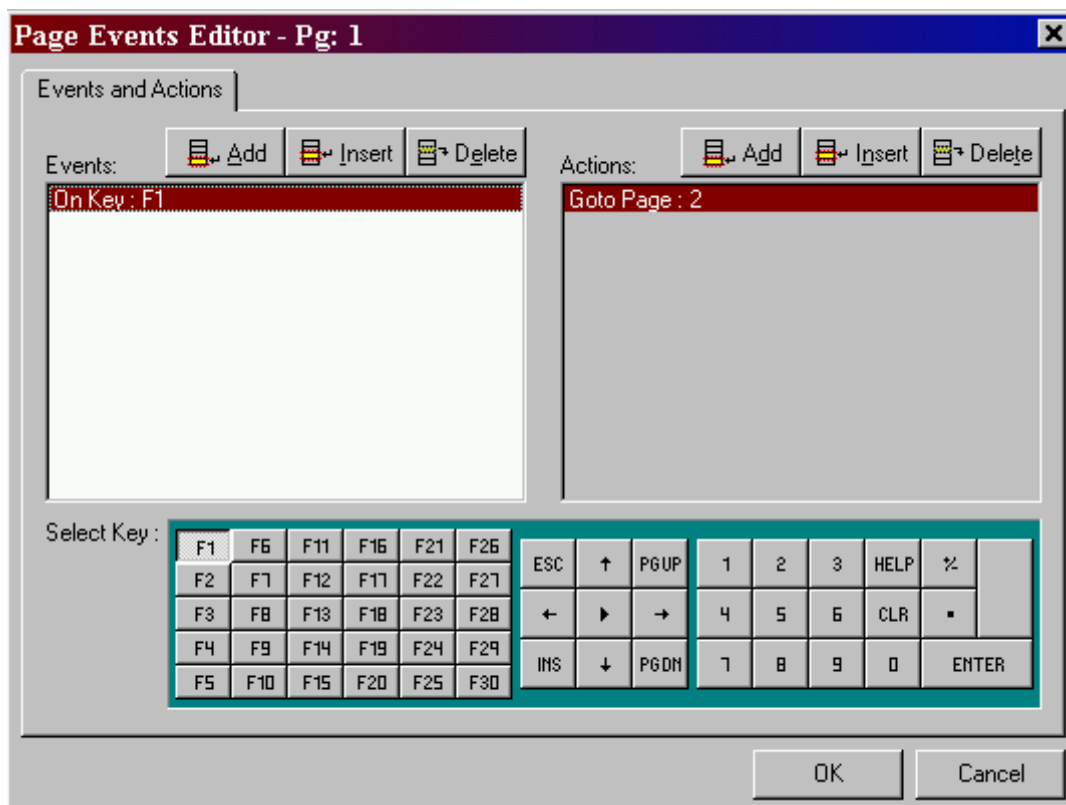 Page Events Editor - Pg: 1
Events and Actions
Events:
Add Insert Delete
Actions:
Add Insert Delete
On Key : F1
Goto Page : 2
Select Key :
F1 F6 F11 F16 F21 F26
F2 F7 F12 F17 F22 F27
F3 F8 F13 F18 F23 F28
F4 F9 F14 F19 F24 F29
F5 F10 F15 F20 F25 F30
ESC ↑ PGUP
← ▶ →
INS ↓ PGDN
1 2 3 HELP +⁄-
4 5 6 CLR ▪
7 8 9 0 ENTER
OK Cancel